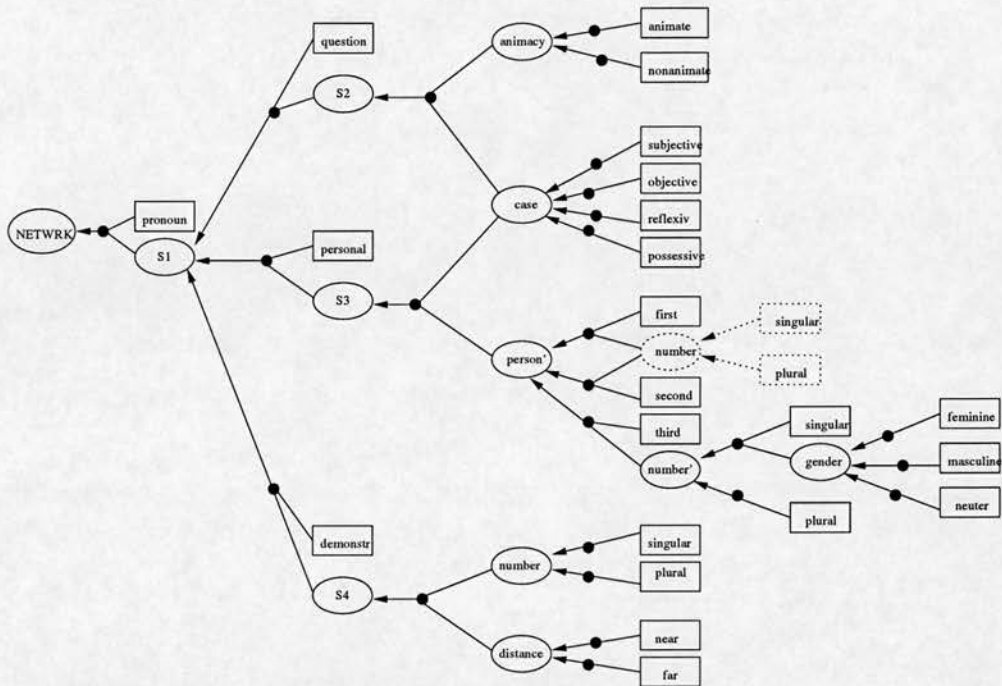 question
animate
animacy
nonanimate
S2
subjective
objective
case
reflexiv
possessive
pronoun
NETWRK
S1
personal
S3
first
singular
number
person'
plural
second
third
singular
feminine
gender
masculine
number'
neuter
plural
demonstr
singular
number
plural
S4
near
distance
far